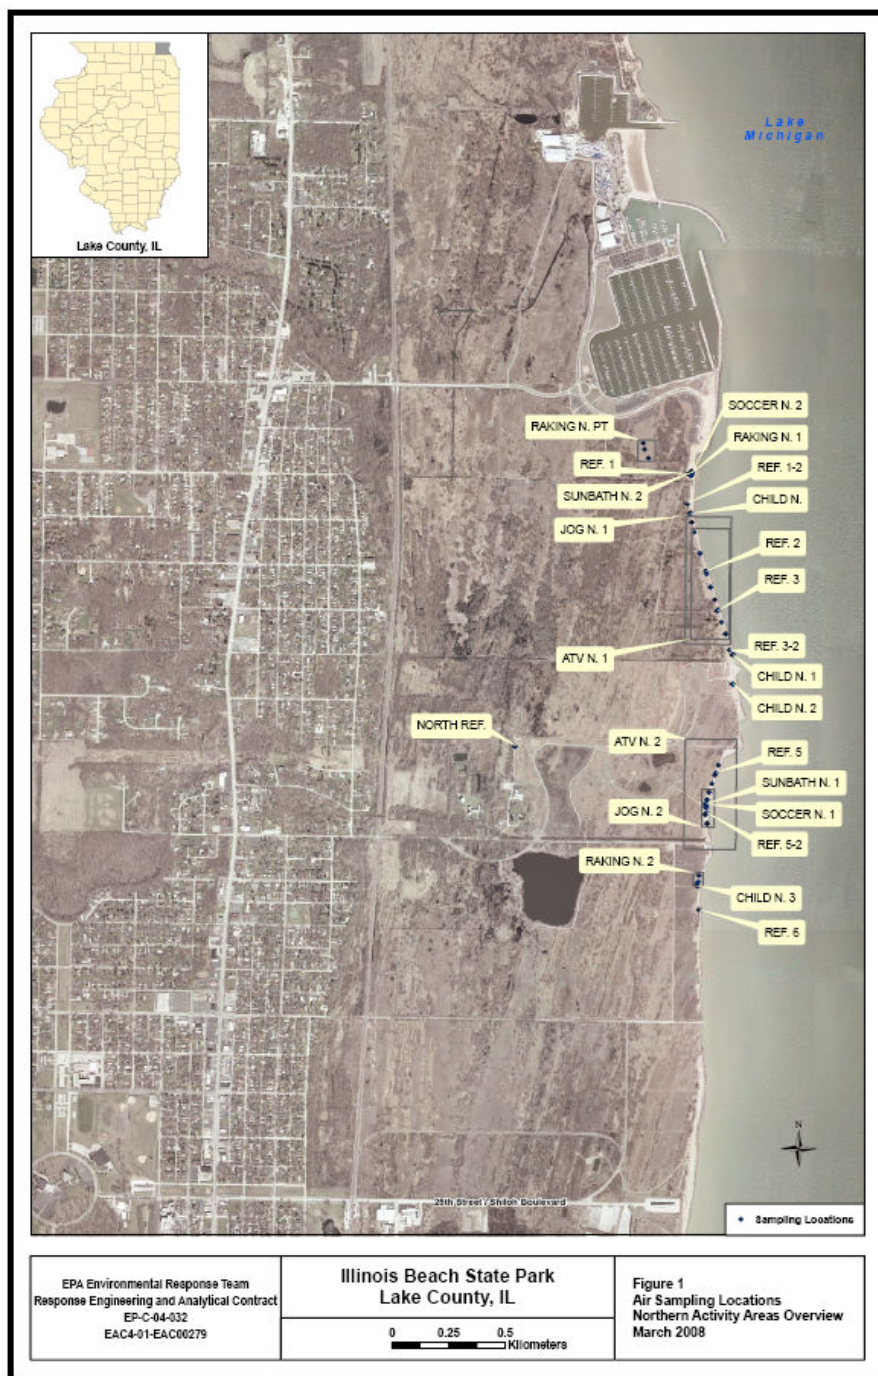 Lake
Michigan
Lake County, IL
SOCCER N. 2
RAKING N. PT
RAKING N. 1
REF. 1
REF. 1-2
SUNBATH N. 2
CHILD N.
JOG N. 1
REF. 2
REF. 3
REF. 3-2
ATV N. 1
CHILD N. 1
CHILD N. 2
NORTH REF.
ATV N. 2
REF. 5
SUNBATH N. 1
JOG N. 2
SOCCER N. 1
REF. 5-2
RAKING N. 2
CHILD N. 3
REF. 6
N
29th Street / Shiloh Boulevard
Sampling Locations
EPA Environmental Response Team
Response Engineering and Analytical Contract
EP-C-04-032
EAC4-01-EAC00279
Illinois Beach State Park
Lake County, IL
0 0.25 0.5
Kilometers
Figure 1
Air Sampling Locations
Northern Activity Areas Overview
March 2008